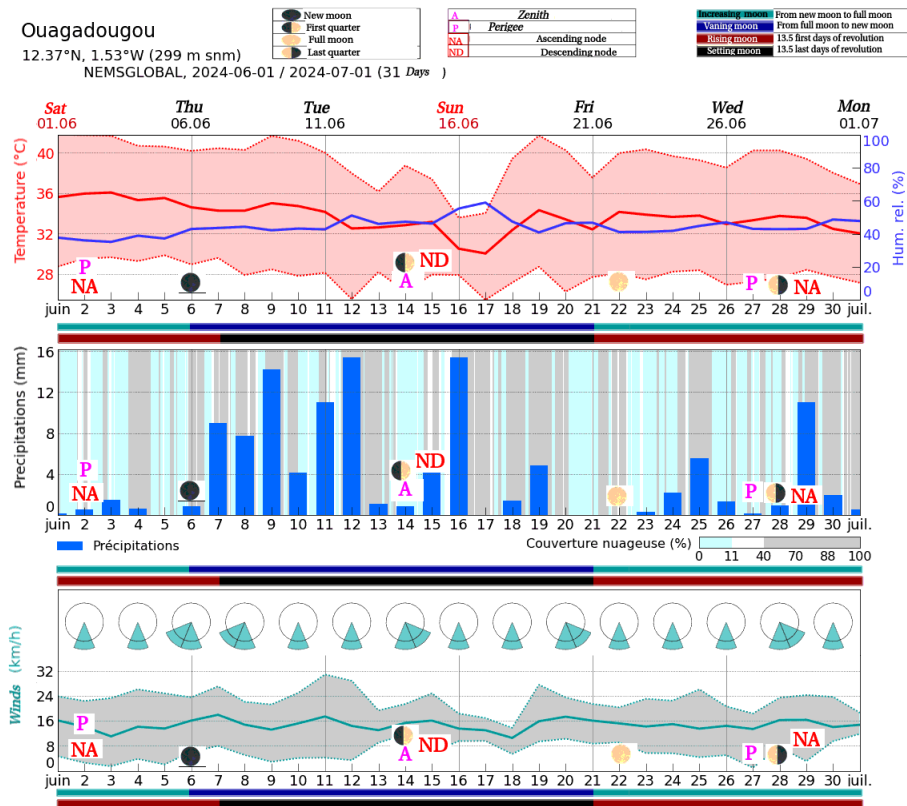 Ouagadougou
12.37°N, 1.53°W (299 m snm)
NEMSGLOBAL, 2024-06-01 / 2024-07-01 (31 Days )
New moon
First quarter
Full moon
Last quarter
A Zenith
P Perigee
NA Ascending node
ND Descending node
Increasing moon From new moon to full moon
Vaning moon From full moon to new moon
Rising moon 13.5 first days of revolution
Setting moon 13.5 last days of revolution
Sat Thu Tue Sun Fri Wed Mon
01.06 06.06 11.06 16.06 21.06 26.06 01.07
Temperature (°C)
40
36
32
28
Hum. rel. (%)
100
80
60
40
20
0
P
NA
A
ND
P
NA
juin 2 3 4 5 6 7 8 9 10 11 12 13 14 15 16 17 18 19 20 21 22 23 24 25 26 27 28 29 30 juil.
Precipitations (mm)
16
12
8
4
0
P
NA
A
ND
P
NA
juin 2 3 4 5 6 7 8 9 10 11 12 13 14 15 16 17 18 19 20 21 22 23 24 25 26 27 28 29 30 juil.
Précipitations
Couverture nuageuse (%)
0 11 40 70 88 100
Winds (km/h)
32
24
16
8
0
P
NA
A
ND
P
NA
juin 2 3 4 5 6 7 8 9 10 11 12 13 14 15 16 17 18 19 20 21 22 23 24 25 26 27 28 29 30 juil.